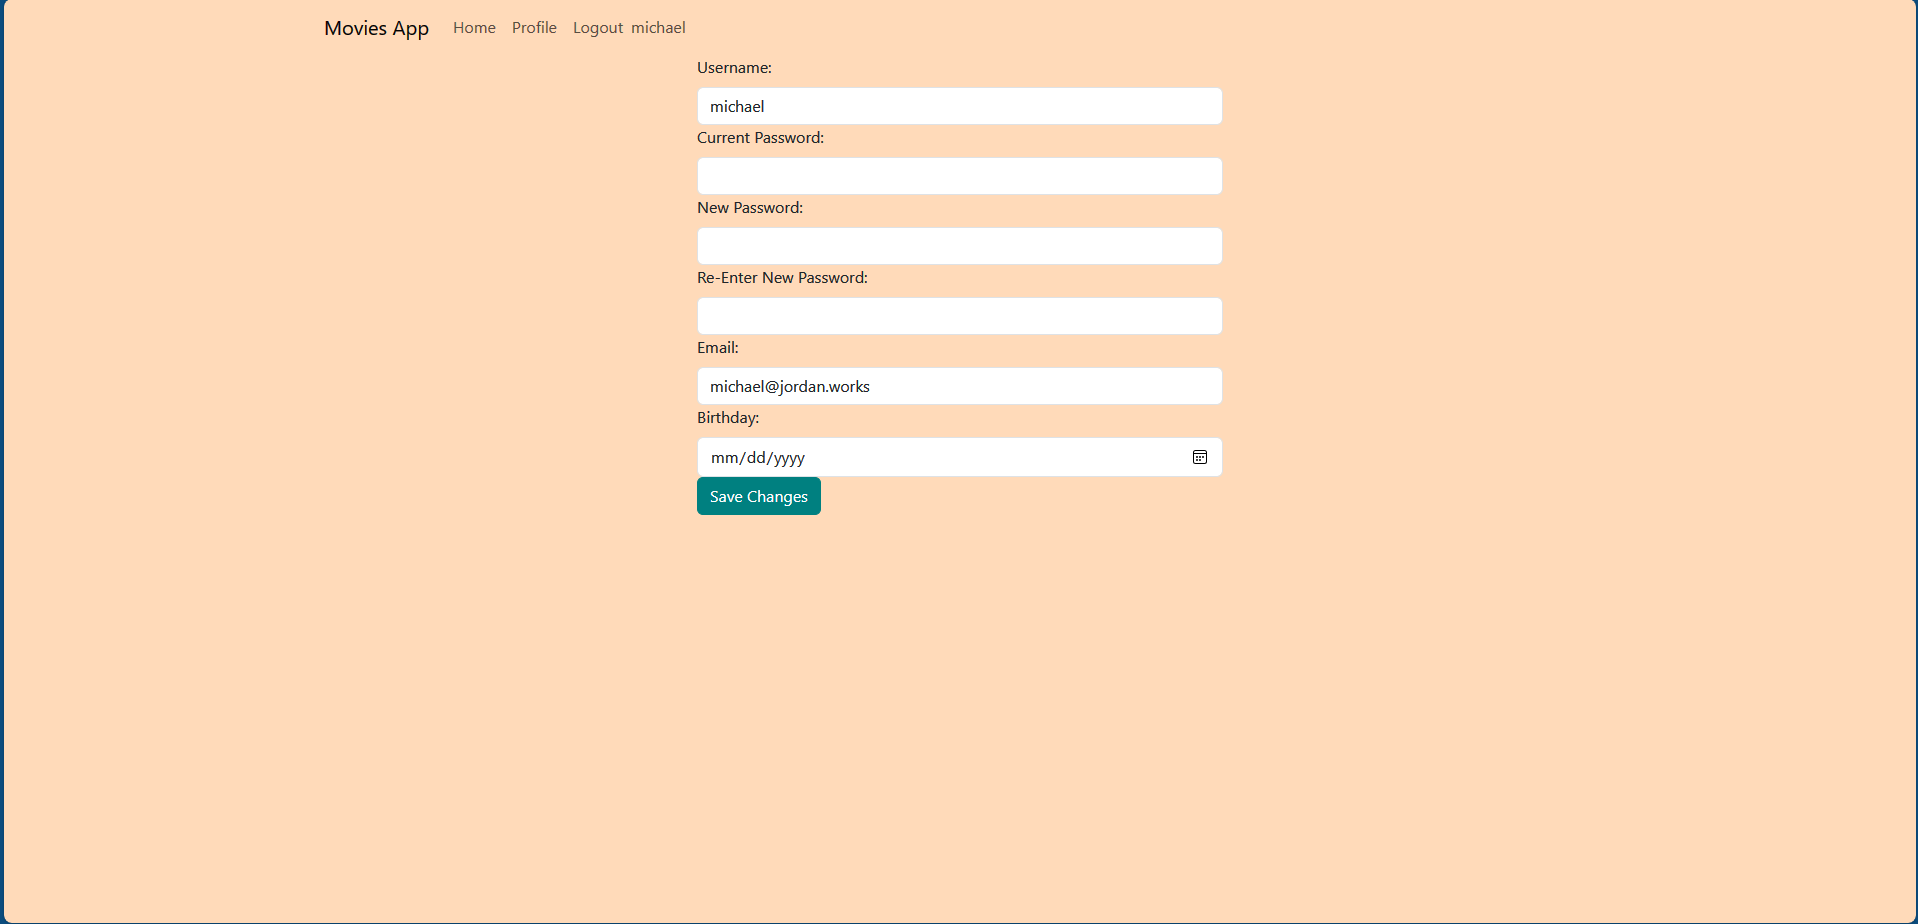 Movies App Home Profile Logout michael
Username:
michael
Current Password:
New Password:
Re-Enter New Password:
Email:
michael@jordan.works
Birthday:
mm/dd/yyyy
Save Changes